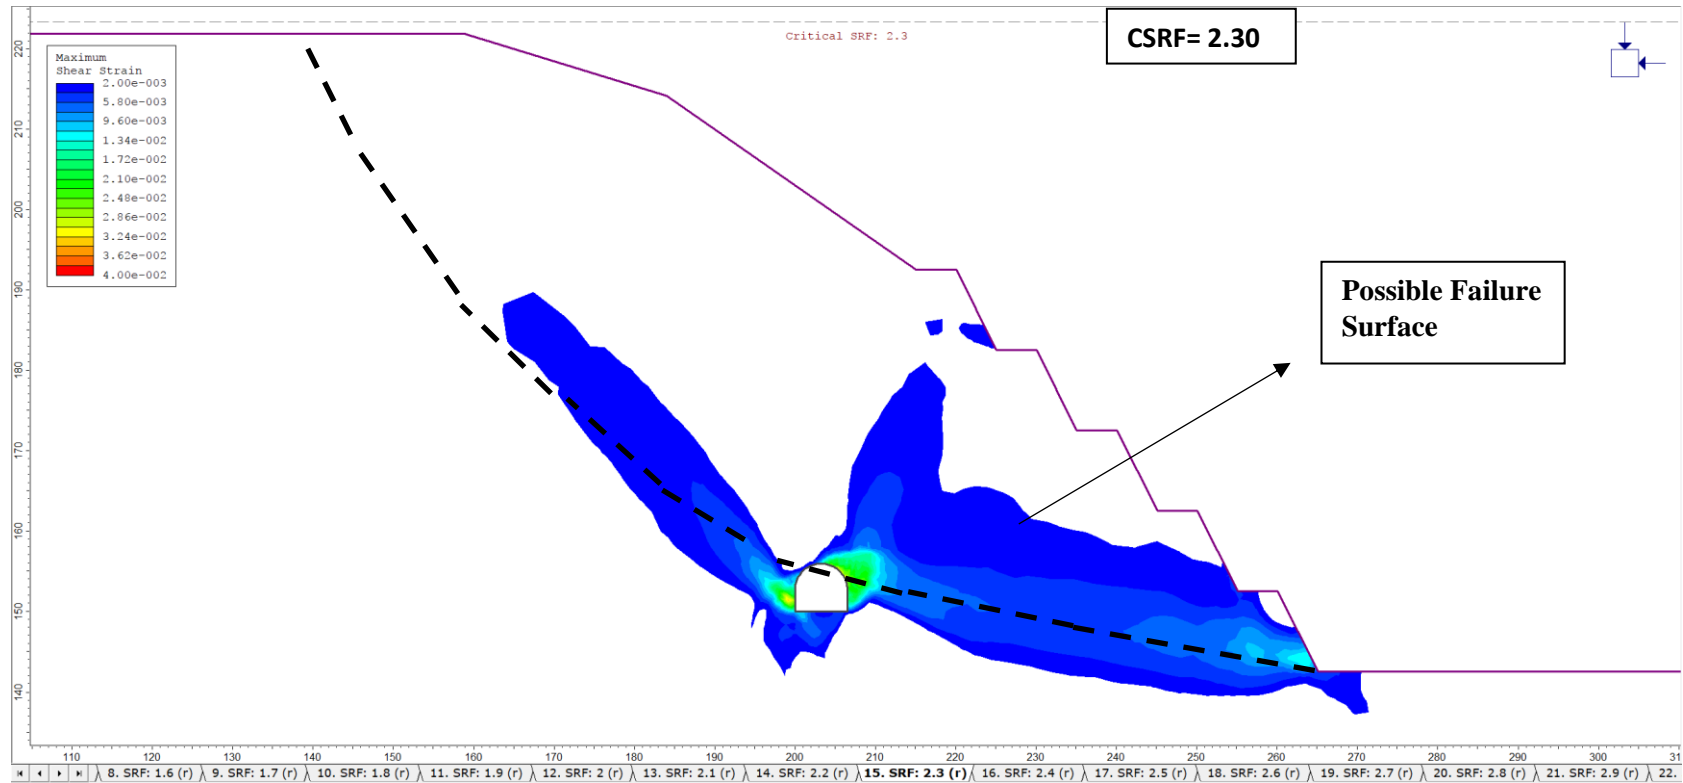 Critical SRF: 2.3
CSRF= 2.30
Maximum
Shear Strain
2.00e-003
5.80e-003
9.60e-003
1.34e-002
1.72e-002
2.10e-002
2.48e-002
2.86e-002
3.24e-002
3.62e-002
4.00e-002
Possible Failure
Surface
220
210
200
190
180
170
160
150
140
110 120 130 140 150 160 170 180 190 200 210 220 230 240 250 260 270 280 290 300 31
8. SRF: 1.6 (r) 9. SRF: 1.7 (r) 10. SRF: 1.8 (r) 11. SRF: 1.9 (r) 12. SRF: 2 (r) 13. SRF: 2.1 (r) 14. SRF: 2.2 (r) 15. SRF: 2.3 (r) 16. SRF: 2.4 (r) 17. SRF: 2.5 (r) 18. SRF: 2.6 (r) 19. SRF: 2.7 (r) 20. SRF: 2.8 (r) 21. SRF: 2.9 (r) 22.